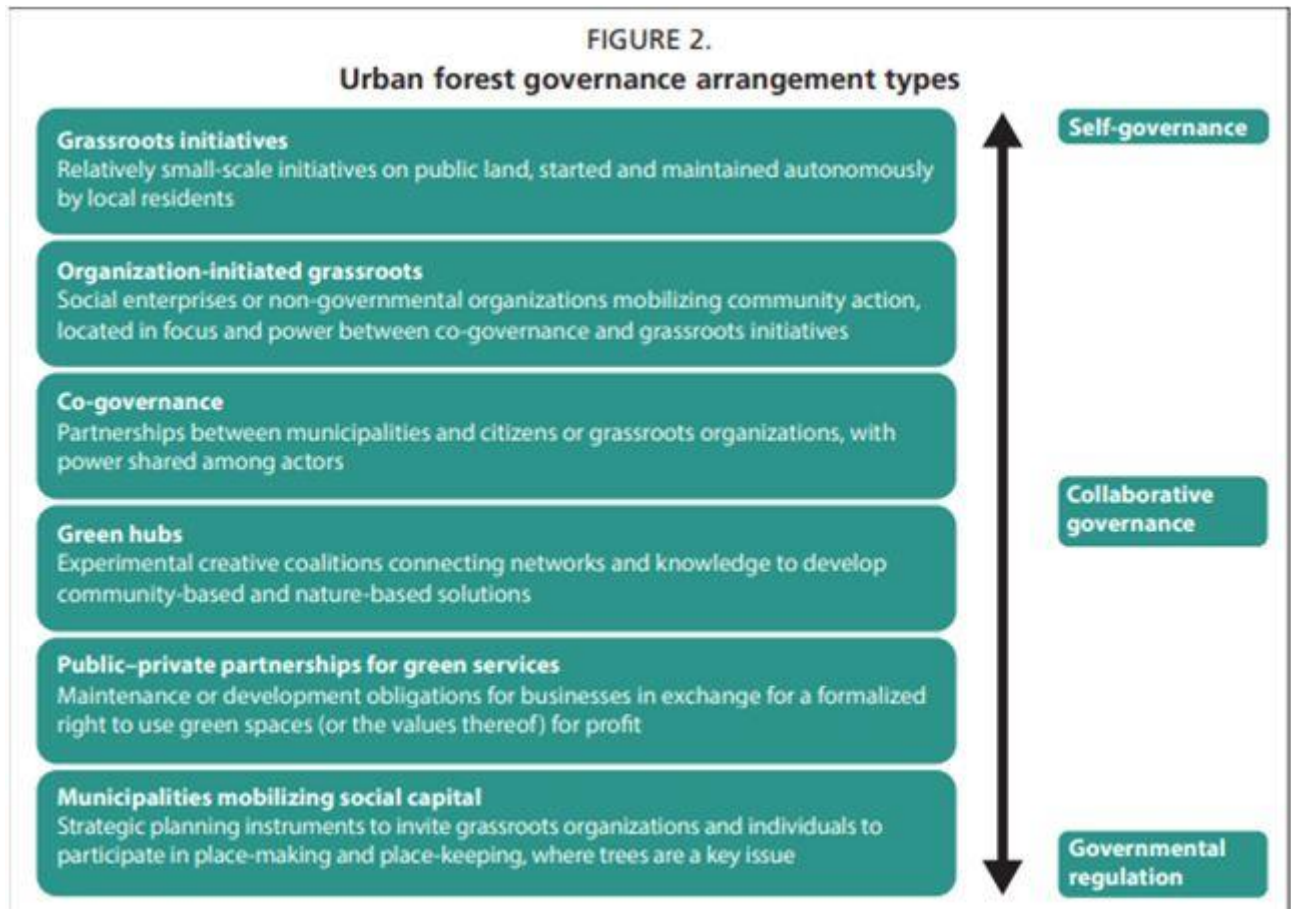 FIGURE 2.
Urban forest governance arrangement types
Grassroots initiatives
Relatively small-scale initiatives on public land, started and maintained autonomously
by local residents
Organization-initiated grassroots
Social enterprises or non-governmental organizations mobilizing community action,
located in focus and power between co-governance and grassroots initiatives
Co-governance
Partnerships between municipalities and citizens or grassroots organizations, with
power shared among actors
Green hubs
Experimental creative coalitions connecting networks and knowledge to develop
community-based and nature-based solutions
Public–private partnerships for green services
Maintenance or development obligations for businesses in exchange for a formalized
right to use green spaces (or the values thereof) for profit
Municipalities mobilizing social capital
Strategic planning instruments to invite grassroots organizations and individuals to
participate in place-making and place-keeping, where trees are a key issue
Self-governance
Collaborative
governance
Governmental
regulation